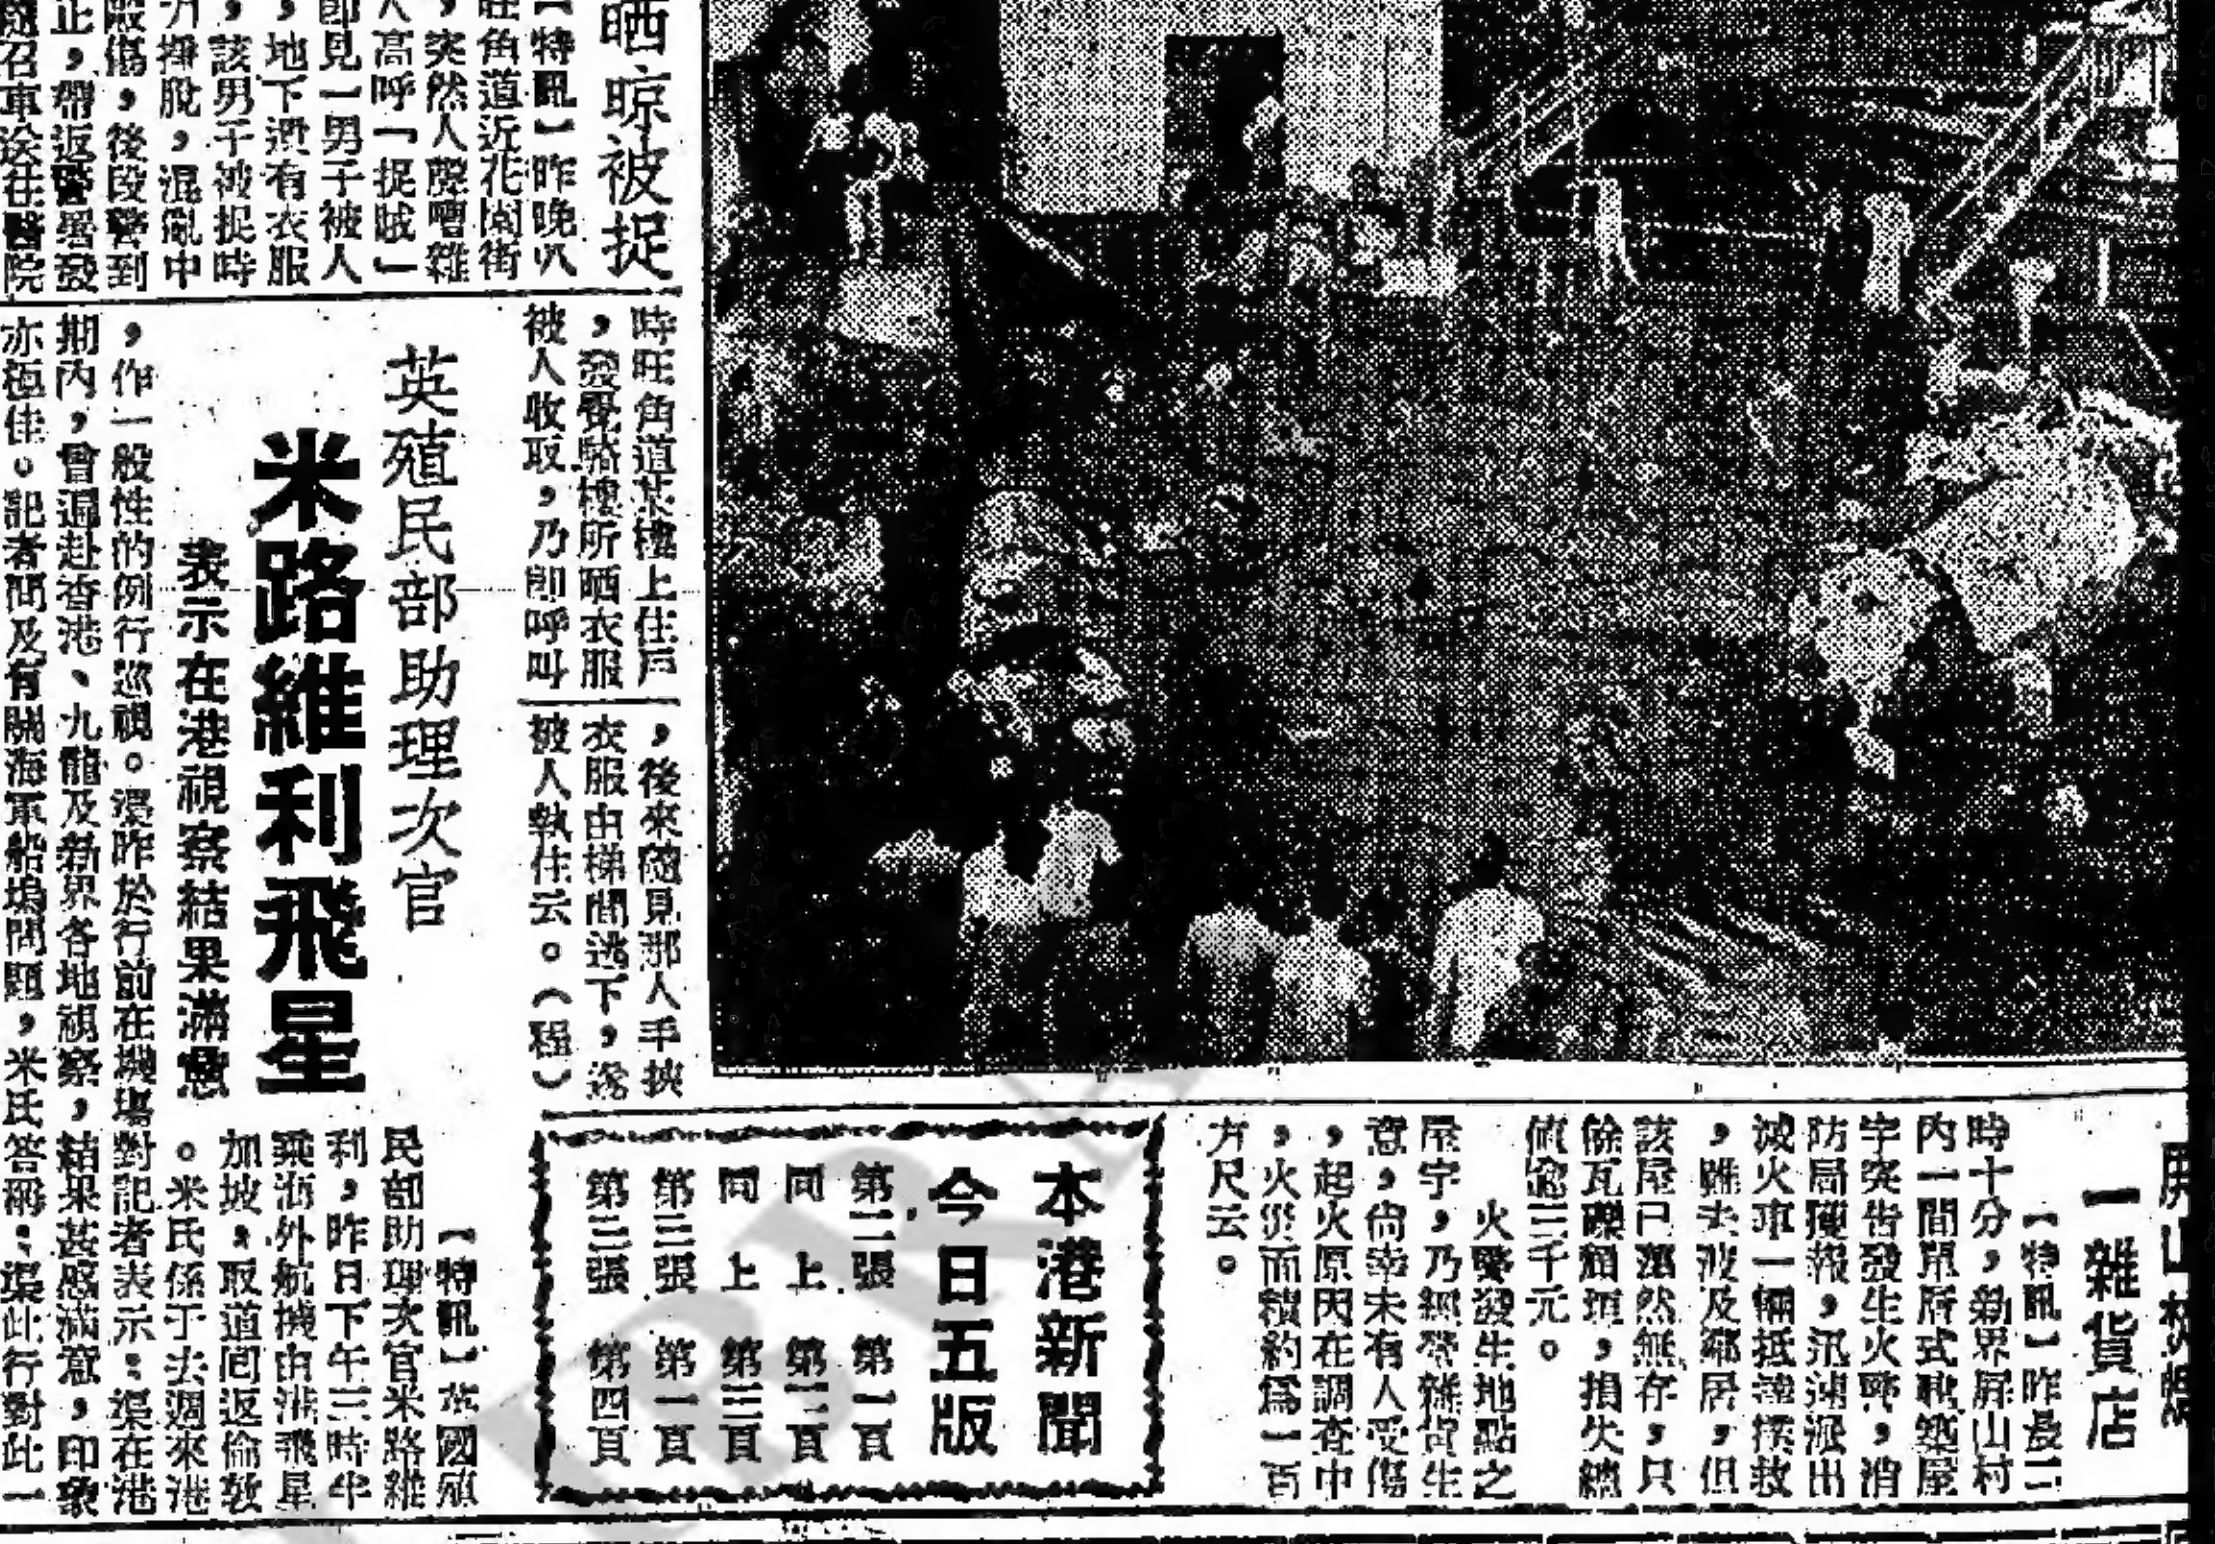 晒晾被捉
【特訊】昨晚八
旺角道近花園街
，突然人聲嘈雜
人高呼「捉賊」
卽見一男子被人
，地下遺有衣服
，該男子被捉時
力掙脫，混亂中
毆傷，後段警到
止，帶返警署發
隨召車送往醫院
時旺角道某樓上住戶
，發覺騎樓所晒衣服
被人收取，乃卽呼叫
，後來隨見那人手挾
衣服由梯間逃下，遂
被人執住云。（程）
英殖民部助理次官
米路維利飛星
表示在港視察結果滿意
【特訊】英國殖
民部助理次官米路維
利，昨日下午三時半
乘海外航機由港飛星
加坡，取道囘返倫敦
。米氏係于去週來港
，作一般性的例行巡視。渠昨於行前在機塲對記者表示：渠在港
期內，曾遍赴香港、九龍及新界各地視察，結果甚感滿意，印象
亦極佳。記者問及有關海軍船塢問題，米氏答稱：渠此行對此一
屏山村
一雜貨店
【特訊】昨晨二
時十分，新界屏山村
內一間單層式磚築屋
宇突告發生火警，消
防局獲報，汛速派出
滅火車一輛抵達撲救
，雖未波及鄰居，但
該屋已蕩然無存，只
餘瓦礫頹垣，損失總
值逾三千元。
火警發生地點之
屋宇，乃經營雜貨生
意，尙幸未有人受傷
，起火原因在調查中
，火災面積約爲一百
方尺云。
本港新聞
今日五版
第二張 第一頁
同上 第二頁
同上 第三頁
第三張 第一頁
第三張 第四頁